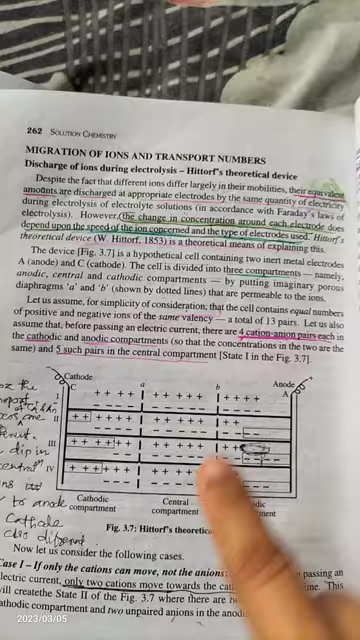 262 SOLUTION CHEMISTRY
MIGRATION OF IONS AND TRANSPORT NUMBERS
Discharge of ions during electrolysis – Hittorf's theoretical device
Despite the fact that different ions differ largely in their mobilities, their equivalent
amounts are discharged at appropriate electrodes by the same quantity of electricity
during electrolysis of electrolyte solutions (in accordance with Faraday's laws of
electrolysis). However, the change in concentration around each electrode does
depend upon the speed of the ion concerned and the type of electrodes used. Hittorf's
theoretical device (W. Hittorf, 1853) is a theoretical means of explaining this.
The device [Fig. 3.7] is a hypothetical cell containing two inert metal electrodes
A (anode) and C (cathode). The cell is divided into three compartments – namely,
anodic, central and cathodic compartments – by putting imaginary porous
diaphragms 'a' and 'b' (shown by dotted lines) that are permeable to the ions.
Let us assume, for simplicity of consideration, that the cell contains equal numbers
of positive and negative ions of the same valency – a total of 13 pairs. Let us also
assume that, before passing an electric current, there are 4 cation-anion pairs each in
the cathodic and anodic compartments (so that the concentrations in the two are the
same) and 5 such pairs in the central compartment [State I in the Fig. 3.7].
Cathode
Anode
C a b A
I
II
III
IV
the
dip in
to anode
Cathode
also different
Cathodic compartment
Central compartment
Fig. 3.7: Hittorf's
Now let us consider the following cases.
Case I – If only the cations can move, not the anions:
passing an
electric current, only two cations move towards the
time. This
will create the State II of the Fig. 3.7 where there are
athodic compartment and two unpaired anions in the
2023/03/05